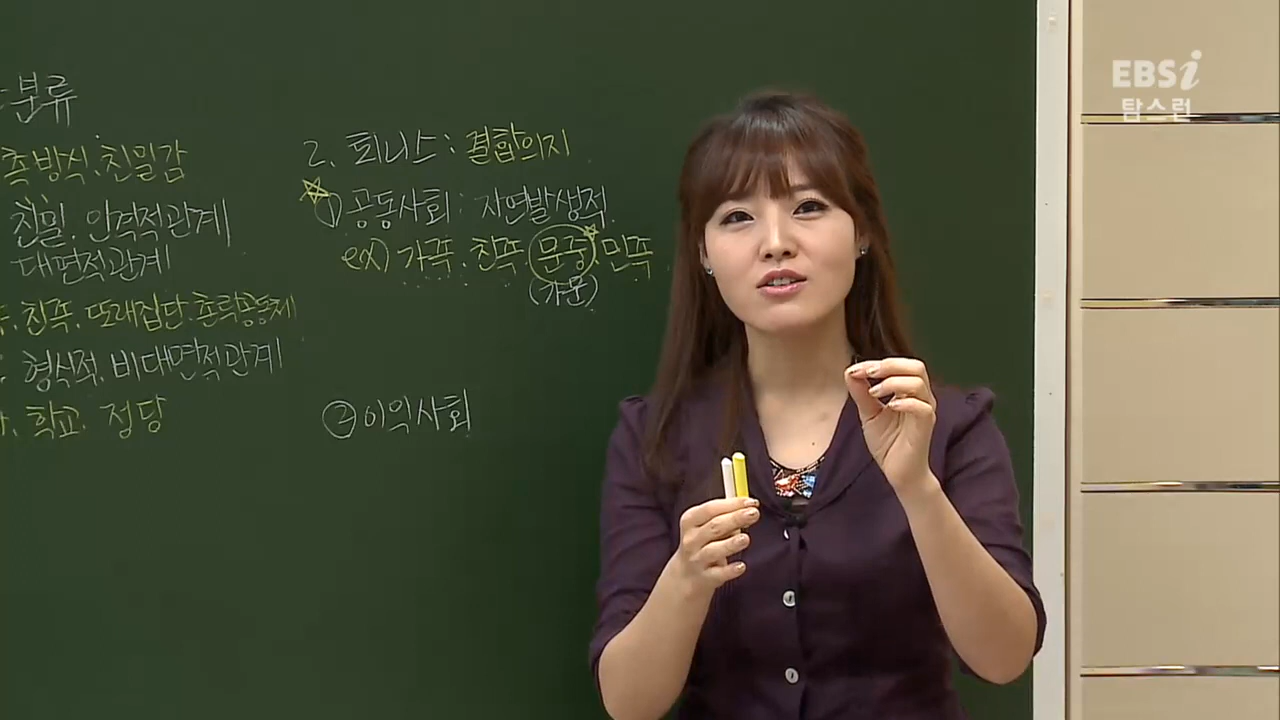 분류
촉방식. 친밀감
친밀. 인격적관계
대면적관계
친족. 또래집단. 촌락공동체
형식적. 비대면적관계
학교. 정당
2. 퇴니스 : 결합의지
① 공동사회 : 자연발생적
ex) 가족. 친족. 문중. 민족
(가문)
② 이익사회
EBSi
탐스런